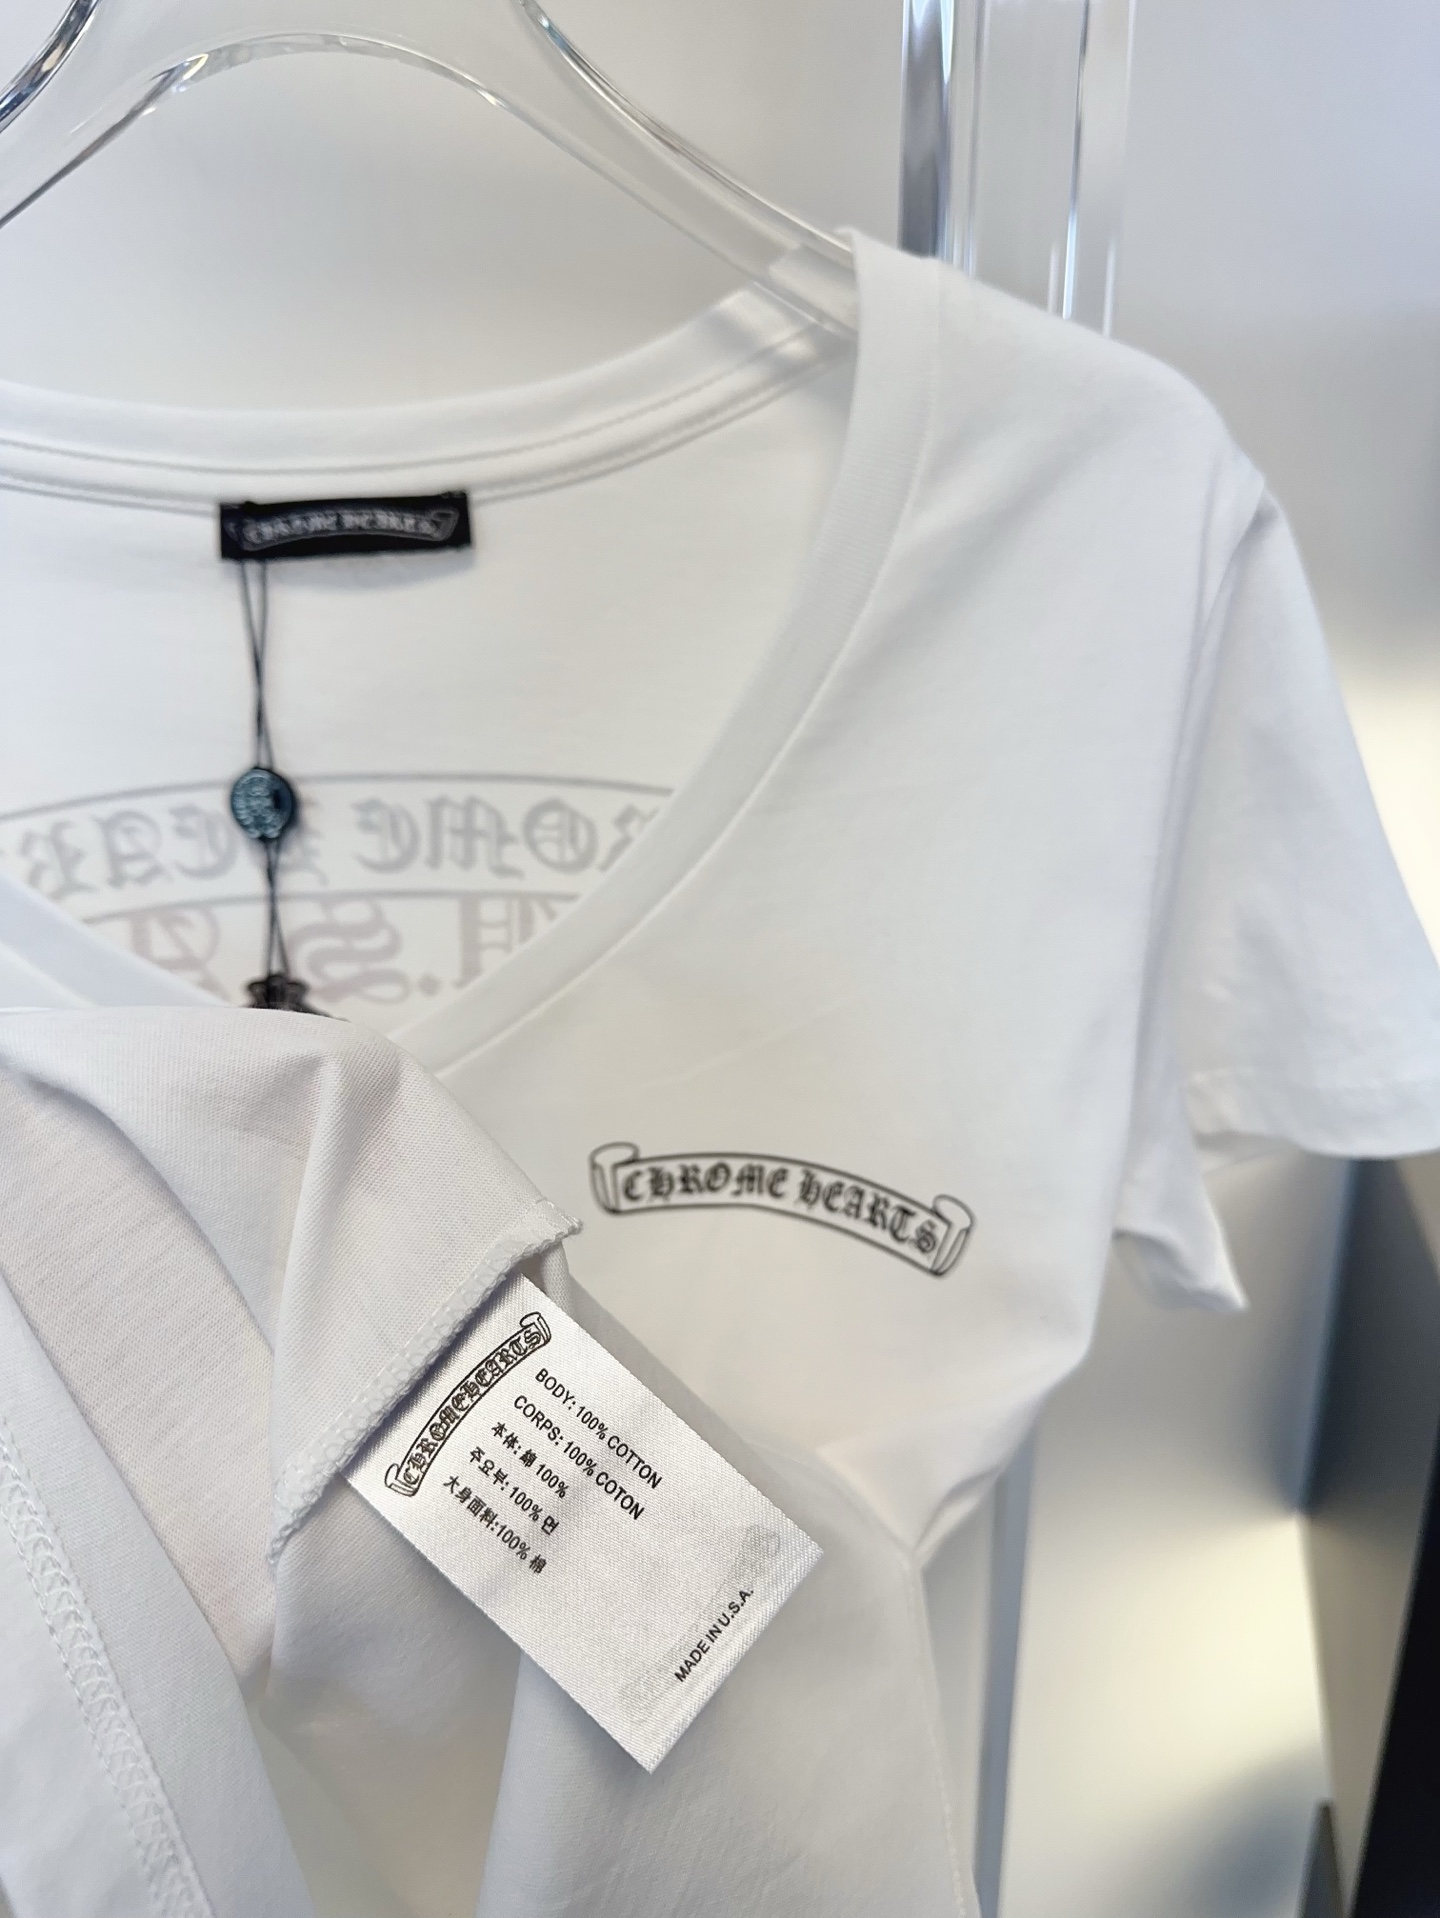 CHROME HEARTS
CHROME HEARTS
CHROME HEARTS
BODY: 100% COTTON
CORPS: 100% COTON
本体: 綿 100%
주요부: 100% 면
大身面料:100% 棉
MADE IN U.S.A.